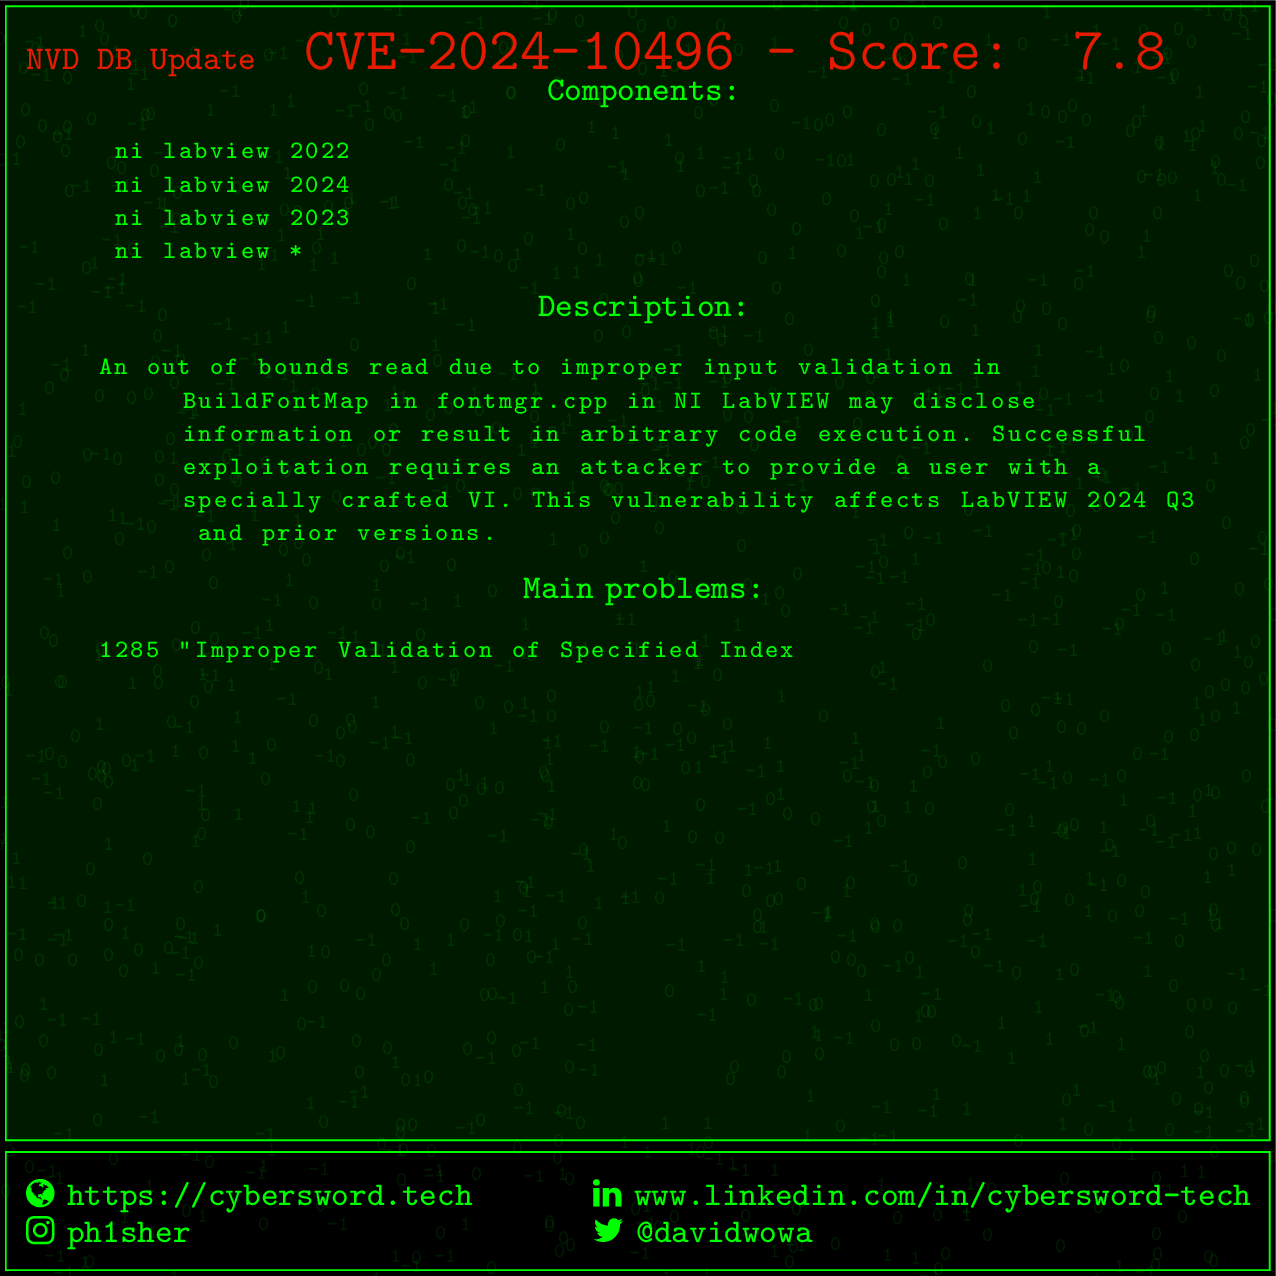 NVD DB Update CVE-2024-10496 - Score: 7.8
Components:
ni labview 2022
ni labview 2024
ni labview 2023
ni labview *
Description:
An out of bounds read due to improper input validation in
BuildFontMap in fontmgr.cpp in NI LabVIEW may disclose
information or result in arbitrary code execution. Successful
exploitation requires an attacker to provide a user with a
specially crafted VI. This vulnerability affects LabVIEW 2024 Q3
and prior versions.
Main problems:
1285 "Improper Validation of Specified Index
https://cybersword.tech
www.linkedin.com/in/cybersword-tech
ph1sher
@davidwowa